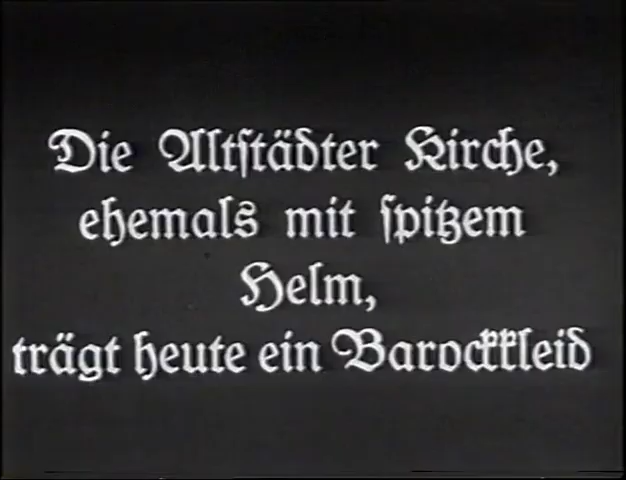 Die Altstädter Kirche,
ehemals mit spitzem
Helm,
trägt heute ein Barockkleid